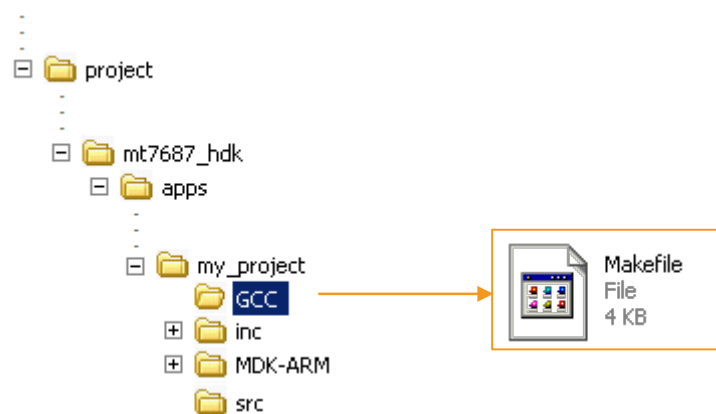 project
mt7687_hdk
apps
my_project
GCC
inc
MDK-ARM
src
Makefile
File
4 KB